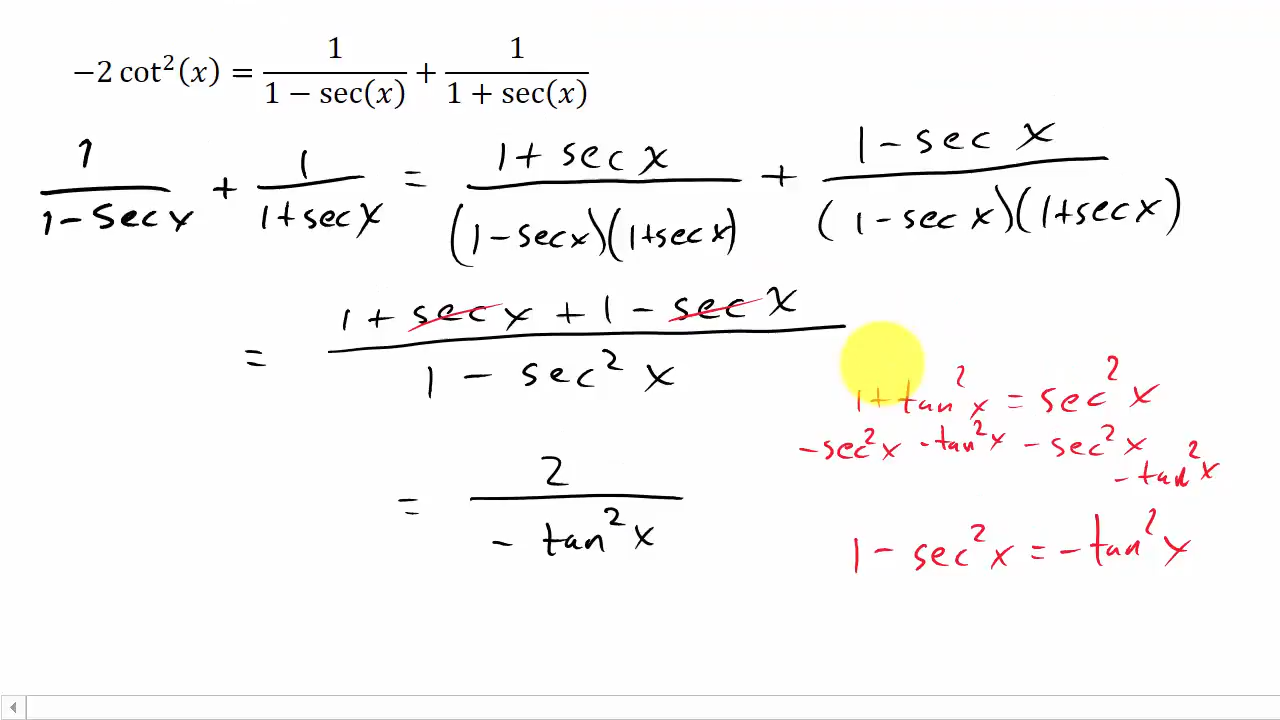 −2 cot²(x) = 1/(1 − sec(x)) + 1/(1 + sec(x))
1/(1 - Sec x) + 1/(1 + sec x) = (1 + sec x)/((1 - sec x)(1 + sec x)) + (1 - sec x)/((1 - sec x)(1 + sec x))
= (1 + sec x + 1 - sec x)/(1 - sec² x)
1 + tan² x = sec² x
- sec² x - tan² x - sec² x
- tan² x
= 2/(- tan² x)
1 - sec² x = - tan² x